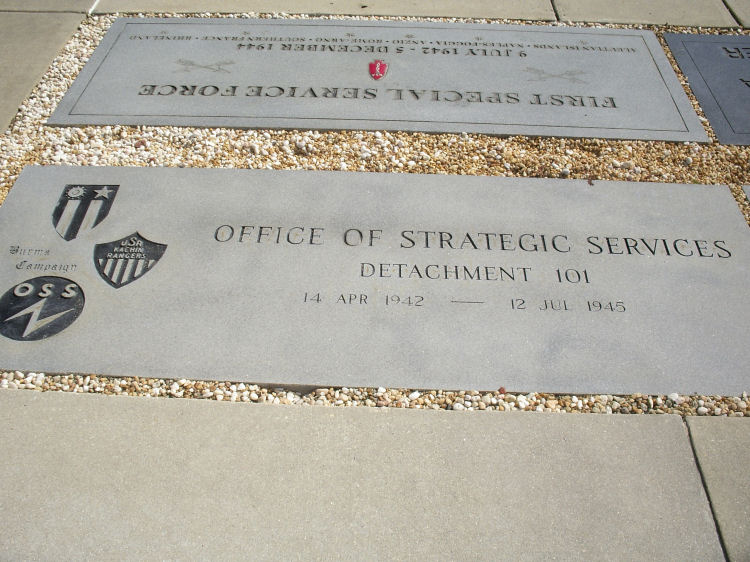 FIRST SPECIAL SERVICE FORCE
9 JULY 1942 - 5 DECEMBER 1944
ALEUTIAN ISLANDS · NAPLES-FOGGIA · ANZIO · ROME-ARNO · SOUTHERN FRANCE · RHINELAND
USA
KACHIN
RANGERS
Burma
Campaign
OSS
OFFICE OF STRATEGIC SERVICES
DETACHMENT 101
14 APR 1942 — 12 JUL 1945